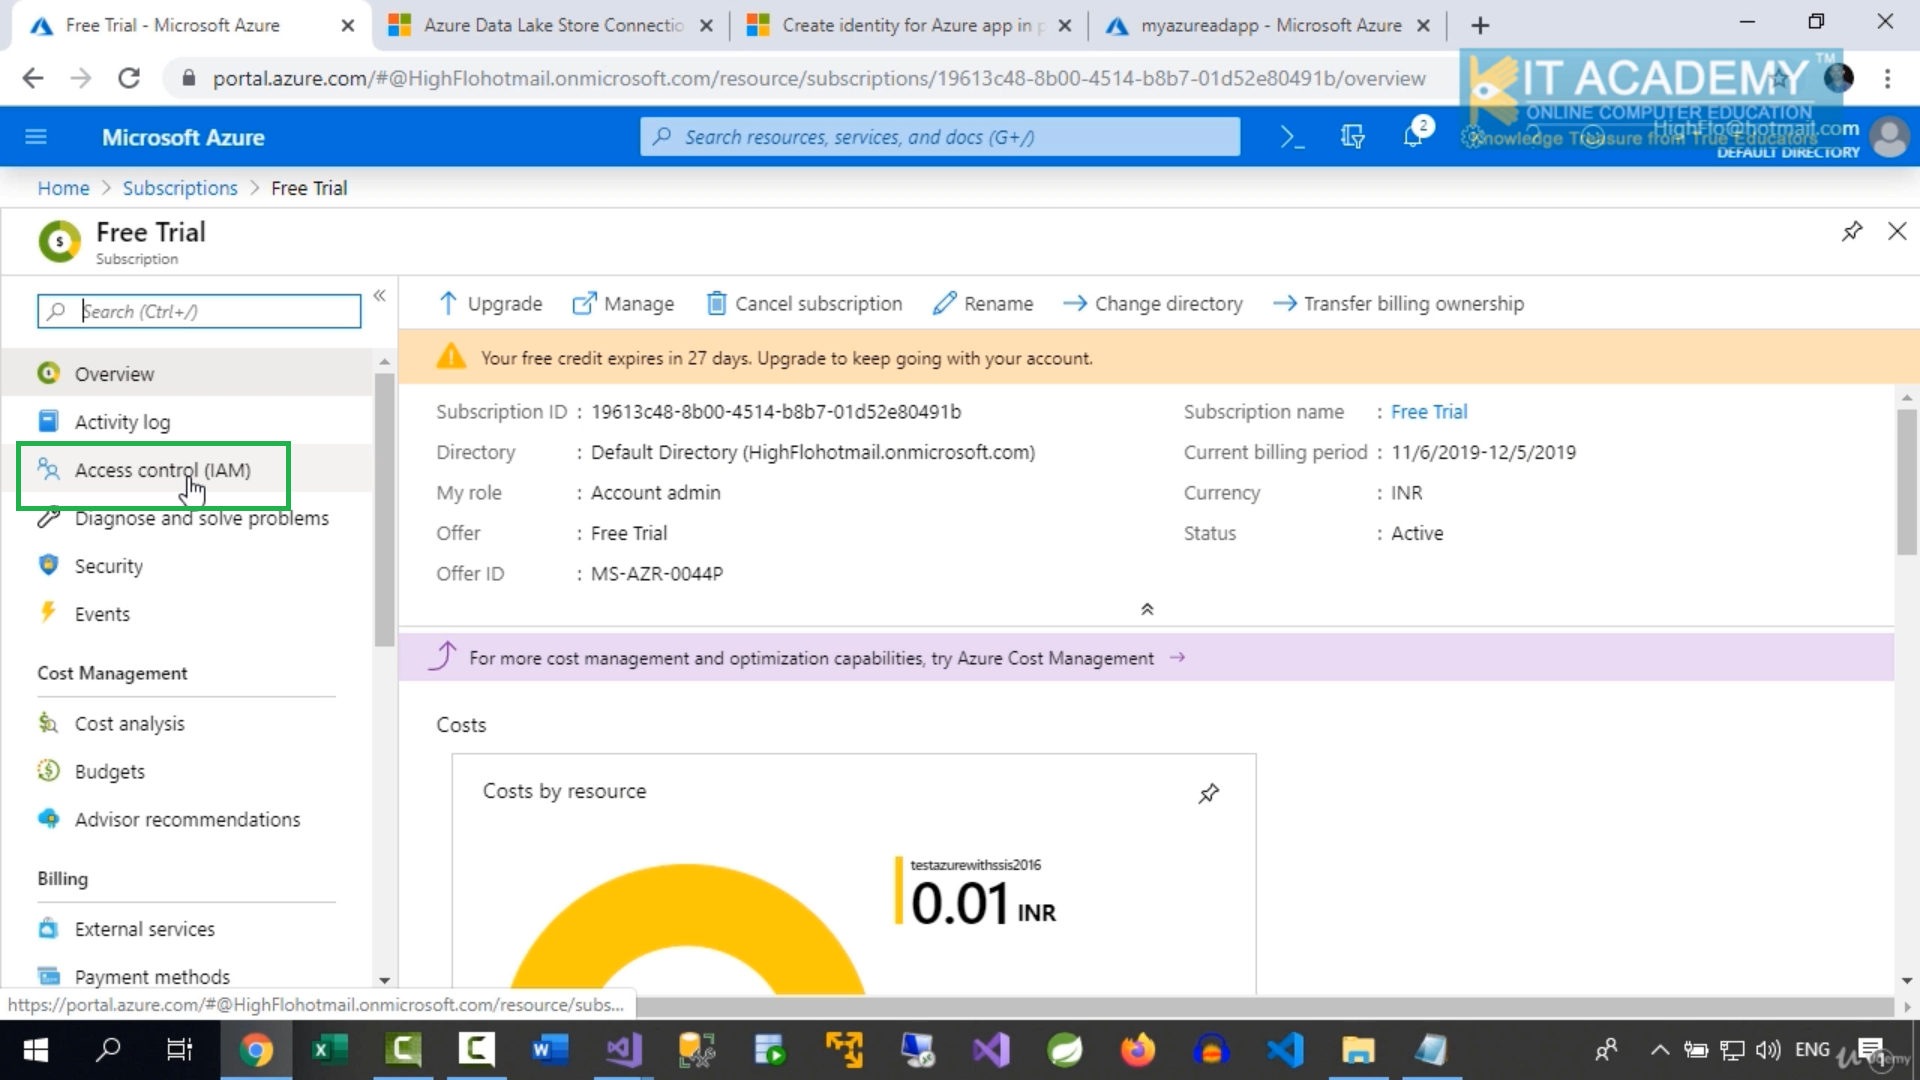 Free Trial - Microsoft Azure
Azure Data Lake Store Connectio
Create identity for Azure app in p
myazureadapp - Microsoft Azure
portal.azure.com/#@HighFlohotmail.onmicrosoft.com/resource/subscriptions/19613c48-8b00-4514-b8b7-01d52e80491b/overview
KIT ACADEMY™
ONLINE COMPUTER EDUCATION
Knowledge Treasure from True Educators
Microsoft Azure
Search resources, services, and docs (G+/)
2
HighFlo@hotmail.com
DEFAULT DIRECTORY
Home > Subscriptions > Free Trial
Free Trial
Subscription
Search (Ctrl+/)
«
Upgrade
Manage
Cancel subscription
Rename
Change directory
Transfer billing ownership
Your free credit expires in 27 days. Upgrade to keep going with your account.
Overview
Activity log
Access control (IAM)
Diagnose and solve problems
Security
Events
Cost Management
Cost analysis
Budgets
Advisor recommendations
Billing
External services
Payment methods
Subscription ID : 19613c48-8b00-4514-b8b7-01d52e80491b
Directory : Default Directory (HighFlohotmail.onmicrosoft.com)
My role : Account admin
Offer : Free Trial
Offer ID : MS-AZR-0044P
Subscription name : Free Trial
Current billing period : 11/6/2019-12/5/2019
Currency : INR
Status : Active
For more cost management and optimization capabilities, try Azure Cost Management →
Costs
Costs by resource
testazurewithssis2016
0.01 INR
https://portal.azure.com/#@HighFlohotmail.onmicrosoft.com/resource/subs...
ENG
udemy